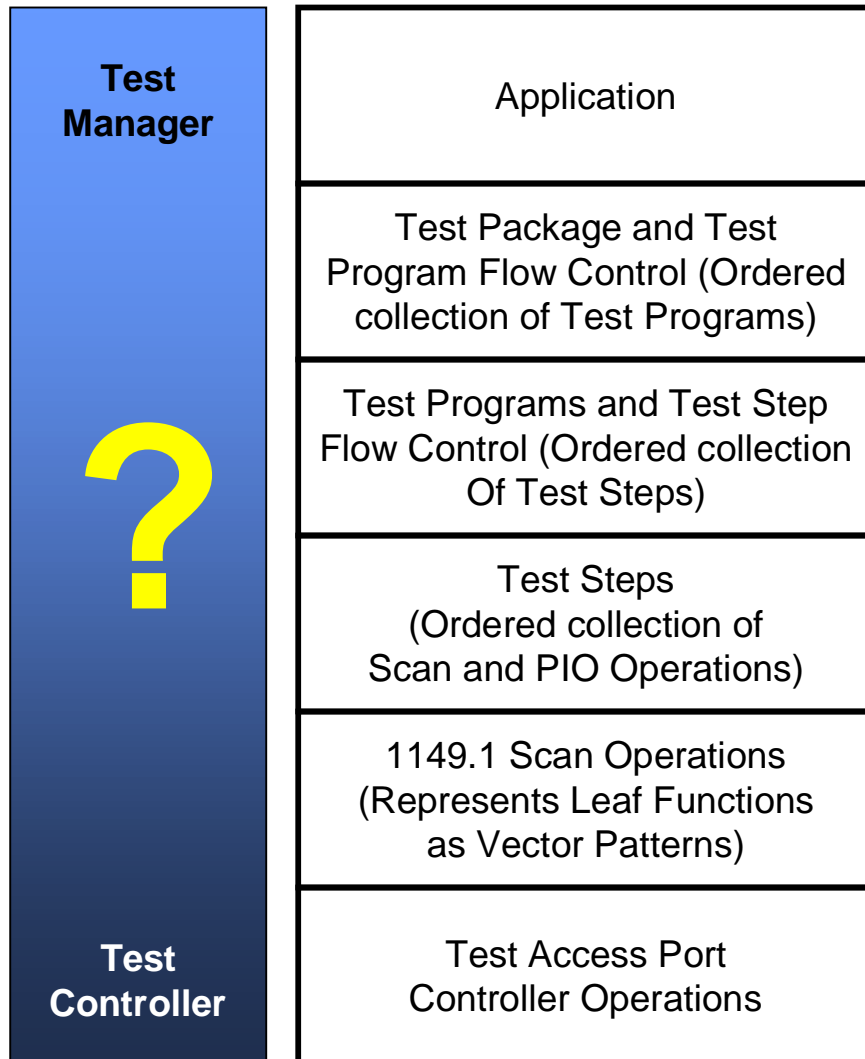 Test
Manager
?
Test
Controller
Application
Test Package and Test
Program Flow Control (Ordered
collection of Test Programs)
Test Programs and Test Step
Flow Control (Ordered collection
Of Test Steps)
Test Steps
(Ordered collection of
Scan and PIO Operations)
1149.1 Scan Operations
(Represents Leaf Functions
as Vector Patterns)
Test Access Port
Controller Operations